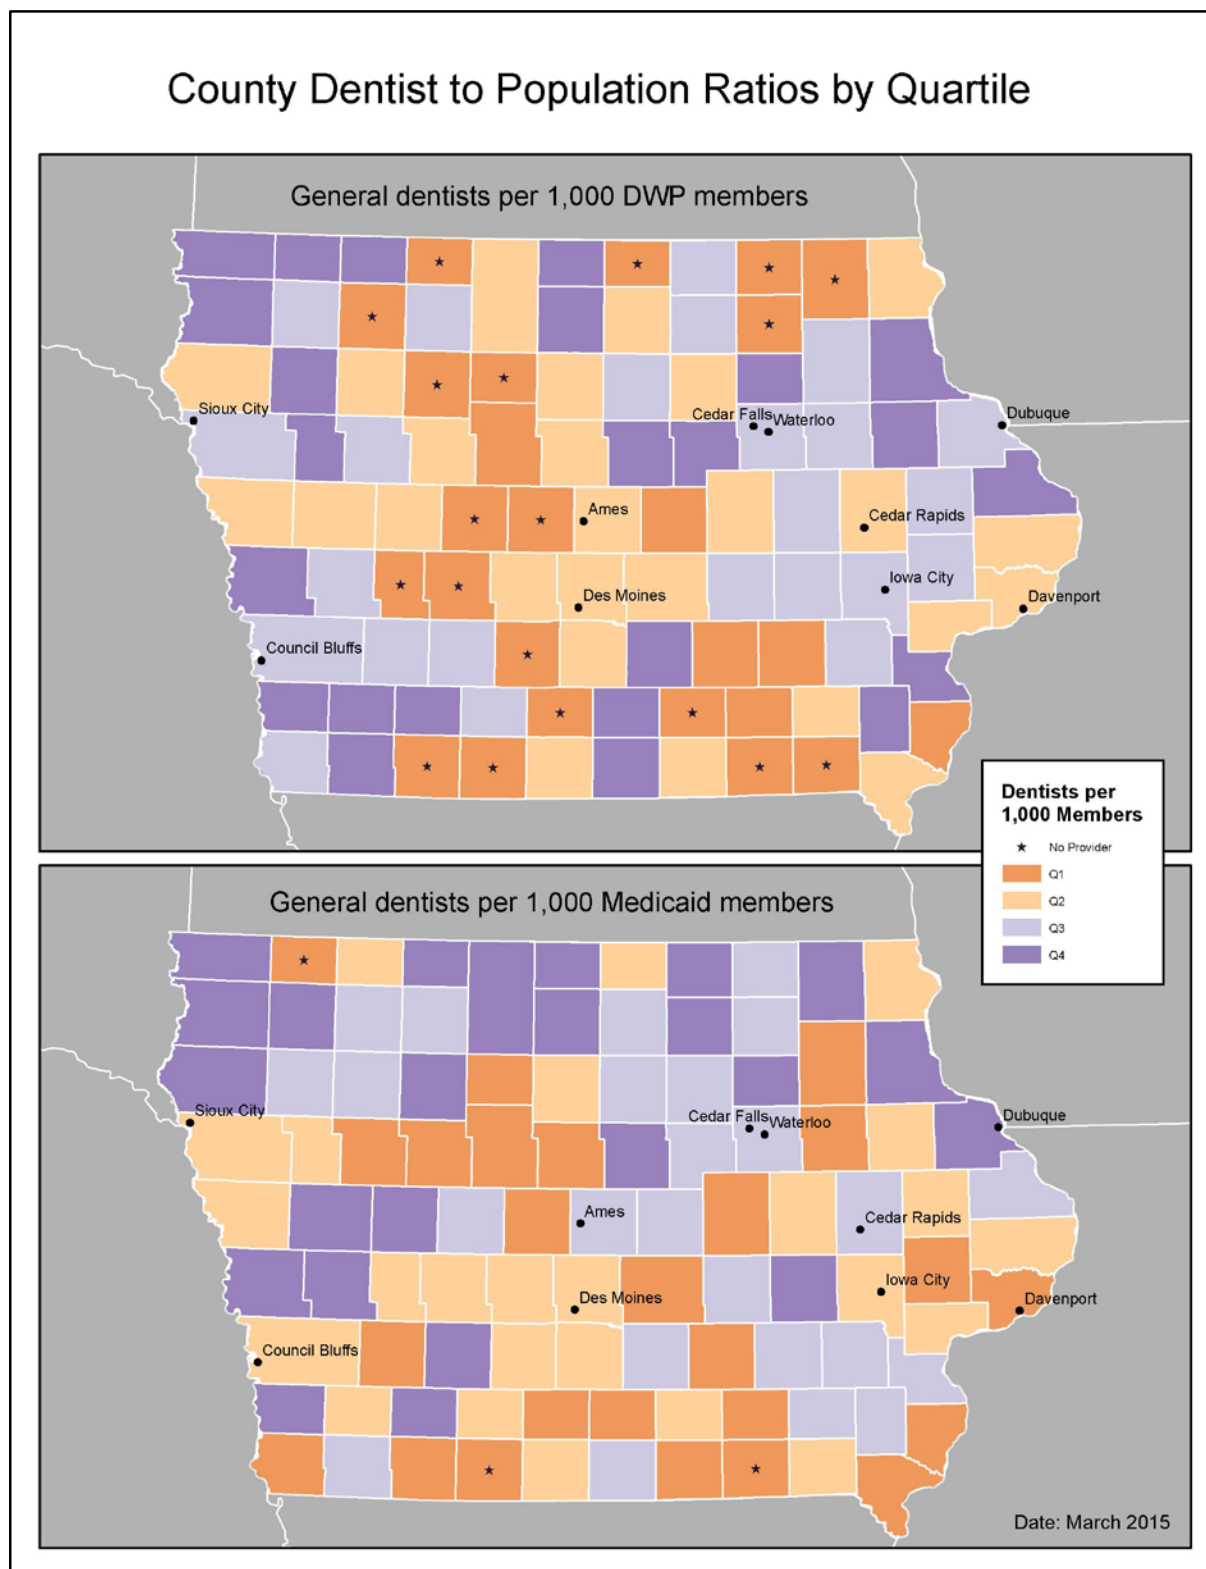 County Dentist to Population Ratios by Quartile
General dentists per 1,000 DWP members
Sioux City
Cedar Falls
Waterloo
Dubuque
Ames
Cedar Rapids
Des Moines
Iowa City
Davenport
Council Bluffs
Dentists per
1,000 Members
No Provider
Q1
Q2
Q3
Q4
General dentists per 1,000 Medicaid members
Sioux City
Cedar Falls
Waterloo
Dubuque
Ames
Cedar Rapids
Des Moines
Iowa City
Davenport
Council Bluffs
Date: March 2015